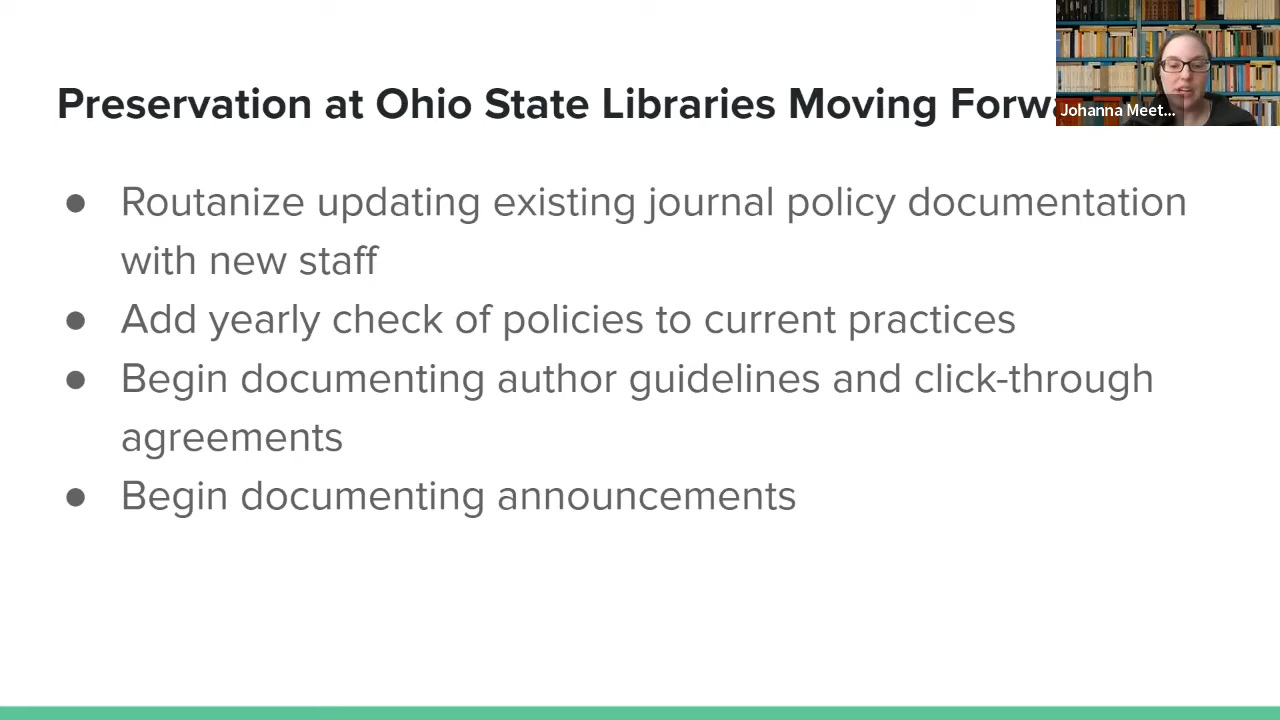 Preservation at Ohio State Libraries Moving Forw
Johanna Meet...
● Routanize updating existing journal policy documentation
with new staff
● Add yearly check of policies to current practices
● Begin documenting author guidelines and click-through
agreements
● Begin documenting announcements